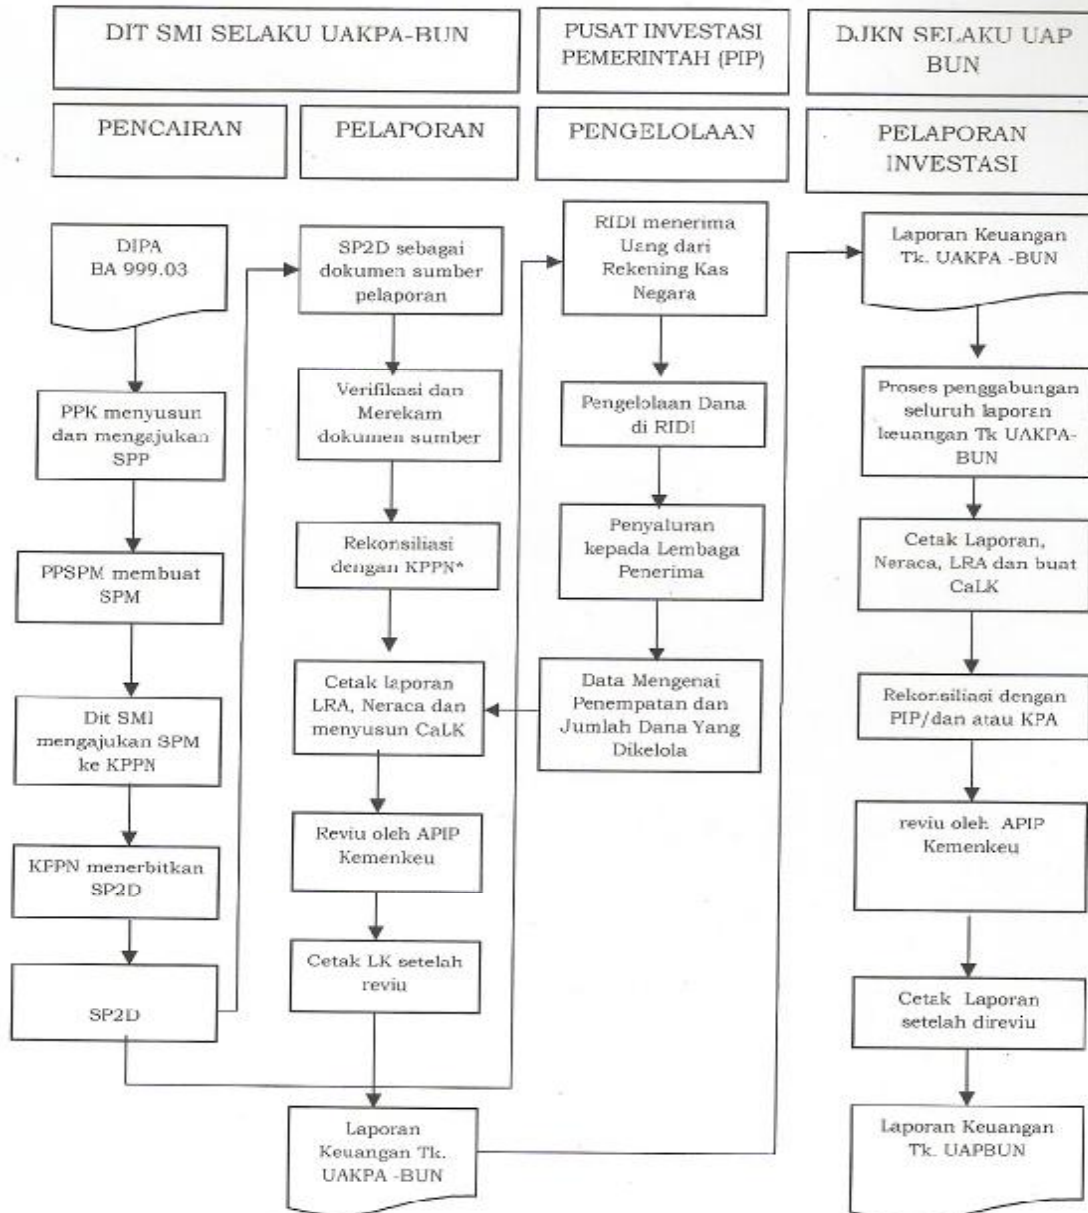 DIT SMI SELAKU UAKPA-BUN
PUSAT INVESTASI
PEMERINTAH (PIP)
DJKN SELAKU UAP
BUN
PENCAIRAN
PELAPORAN
PENGELOLAAN
PELAPORAN
INVESTASI
DIPA
BA 999.03
PPK menyusun
dan mengajukan
SPP
PPSPM membuat
SPM
Dit SMI
mengajukan SPM
ke KPPN
KPPN menerbitkan
SP2D
SP2D
SP2D sebagai
dokumen sumber
pelaporan
Verifikasi dan
Merekam
dokumen sumber
Rekonsiliasi
dengan KPPN*
Cetak laporan
LRA, Neraca dan
menyusun CaLK
Reviu oleh APIP
Kemenkeu
Cetak LK setelah
reviu
Laporan
Keuangan Tk.
UAKPA -BUN
RIDI menerima
Uang dari
Rekening Kas
Negara
Pengelolaan Dana
di RIDI
Penyaluran
kepada Lembaga
Penerima
Data Mengenai
Penempatan dan
Jumlah Dana Yang
Dikelola
Laporan Keuangan
Tk. UAKPA -BUN
Proses penggabungan
seluruh laporan
keuangan Tk UAKPA-
BUN
Cetak Laporan,
Neraca, LRA dan buat
CaLK
Rekonsiliasi dengan
PIP/dan atau KPA
reviu oleh APIP
Kemenkeu
Cetak Laporan
setelah direviu
Laporan Keuangan
Tk. UAPBUN